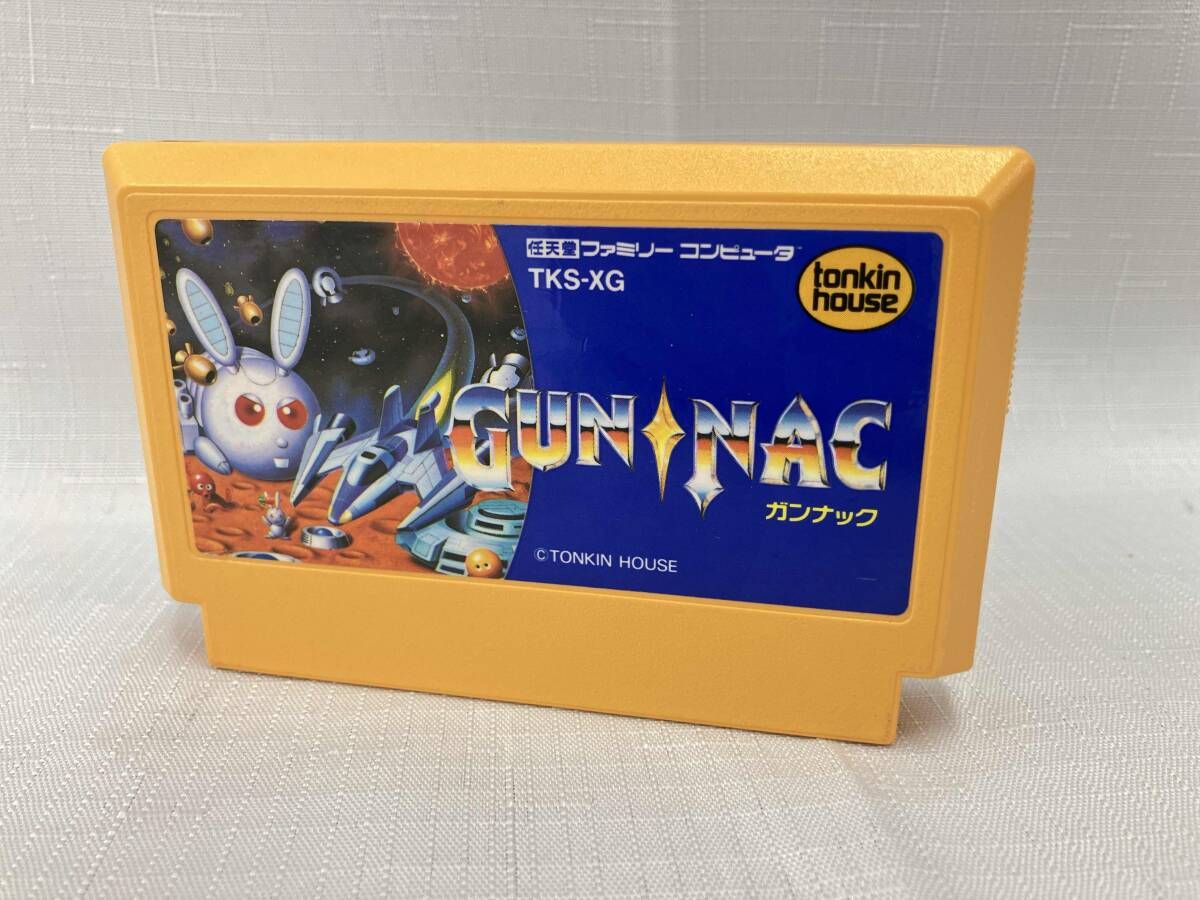 任天堂 ファミリー コンピュータ
TKS-XG
tonkin
house
GUN NAC
ガンナック
© TONKIN HOUSE